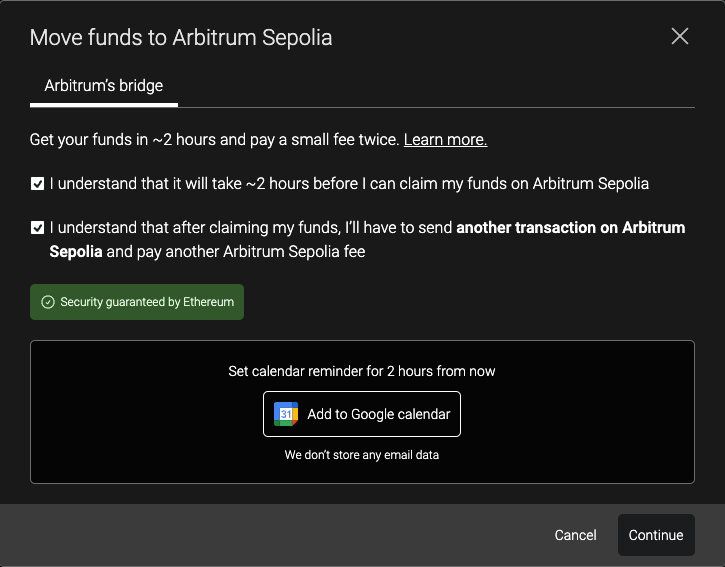 Move funds to Arbitrum Sepolia
Arbitrum's bridge
Get your funds in ~2 hours and pay a small fee twice. Learn more.
I understand that it will take ~2 hours before I can claim my funds on Arbitrum Sepolia
I understand that after claiming my funds, I'll have to send another transaction on Arbitrum
Sepolia and pay another Arbitrum Sepolia fee
Security guaranteed by Ethereum
Set calendar reminder for 2 hours from now
31 Add to Google calendar
We don't store any email data
Cancel Continue